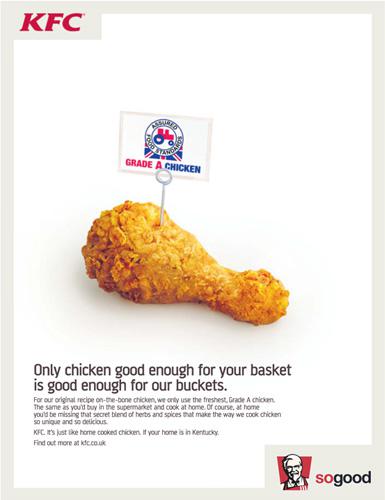 KFC
ASSURED
FOOD STANDARDS
GRADE A CHICKEN
Only chicken good enough for your basket
is good enough for our buckets.
For our original recipe on-the-bone chicken, we only use the freshest, Grade A chicken.
The same as you'd buy in the supermarket and cook at home. Of course, at home
you'd be missing that secret blend of herbs and spices that make the way we cook chicken
so unique and so delicious.
KFC. It's just like home cooked chicken. If your home is in Kentucky.
Find out more at kfc.co.uk
KFC
sogood